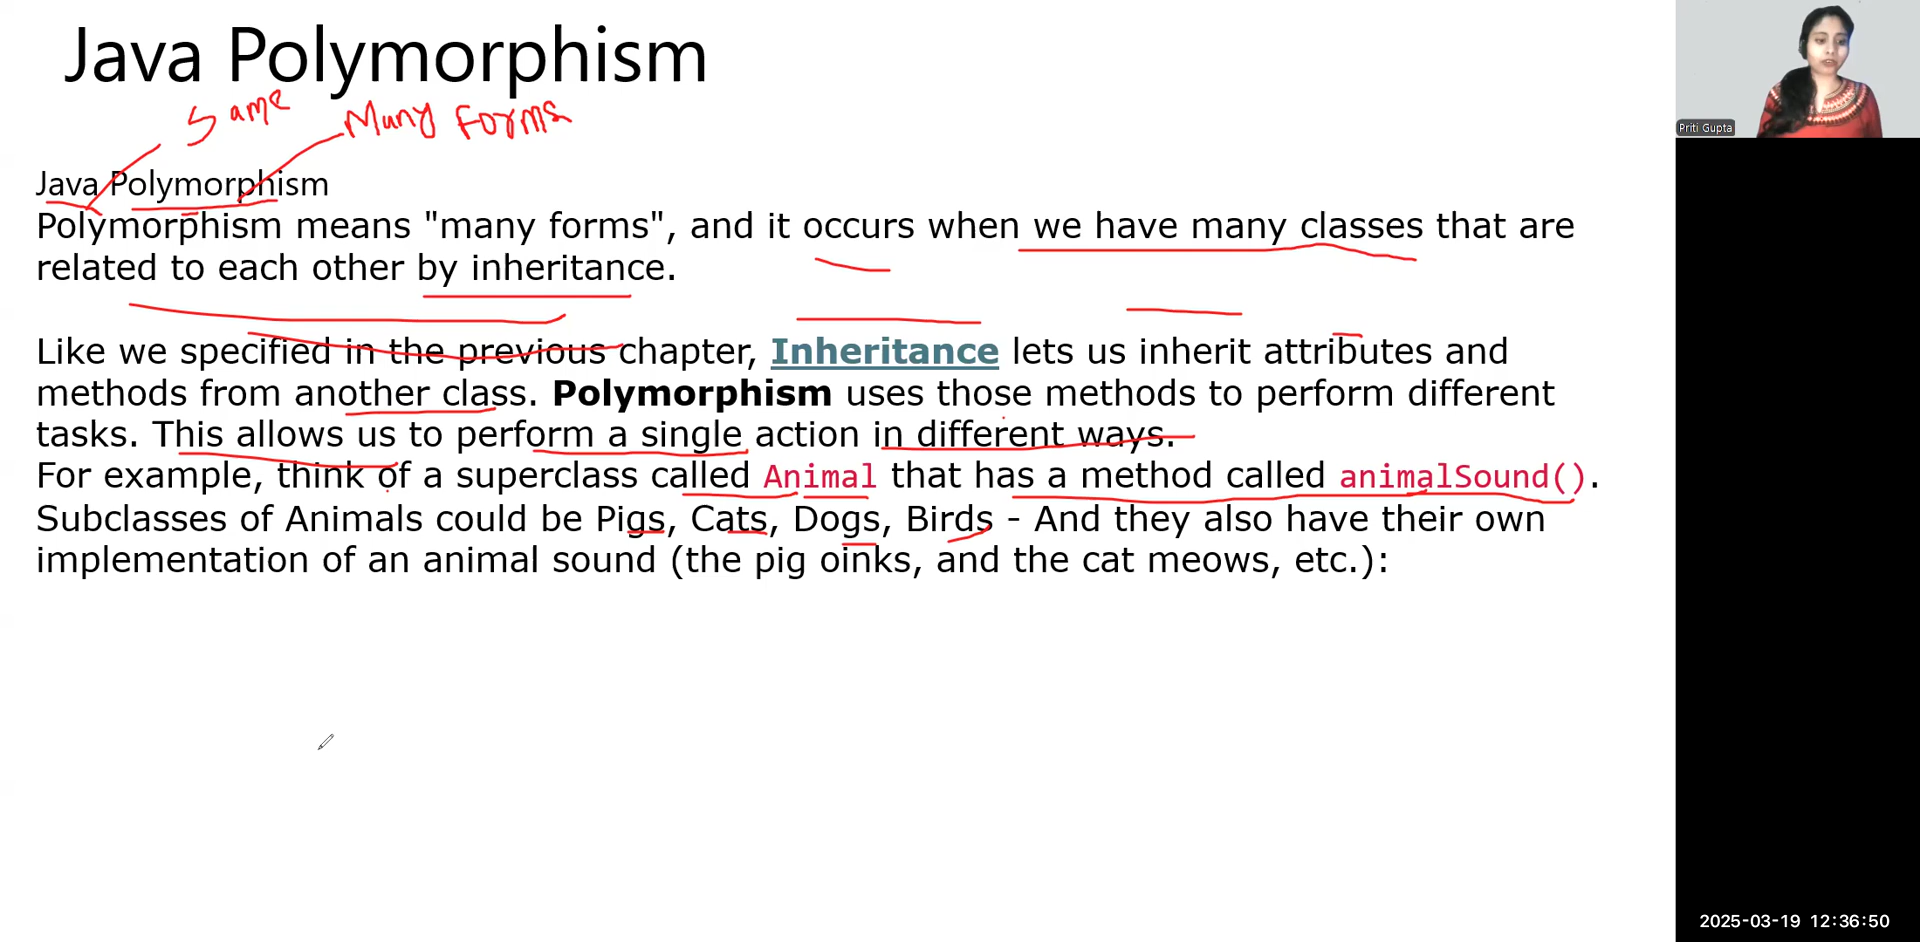 Java Polymorphism
Same
Many Forms
Java Polymorphism
Polymorphism means "many forms", and it occurs when we have many classes that are
related to each other by inheritance.
Like we specified in the previous chapter, Inheritance lets us inherit attributes and
methods from another class. Polymorphism uses those methods to perform different
tasks. This allows us to perform a single action in different ways.
For example, think of a superclass called Animal that has a method called animalSound().
Subclasses of Animals could be Pigs, Cats, Dogs, Birds - And they also have their own
implementation of an animal sound (the pig oinks, and the cat meows, etc.):
Priti Gupta
2025-03-19 12:36:50